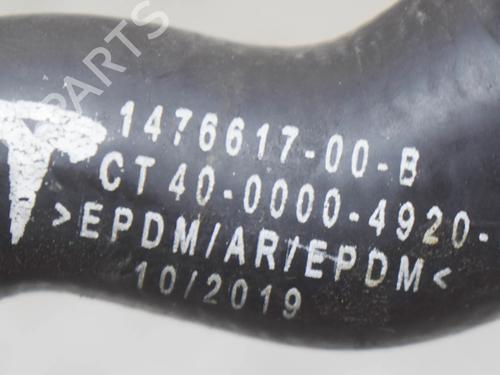 PARTS
1476617-00-B
CT 40-0000-4920-
>EPDM/AR/EPDM<
10/2019